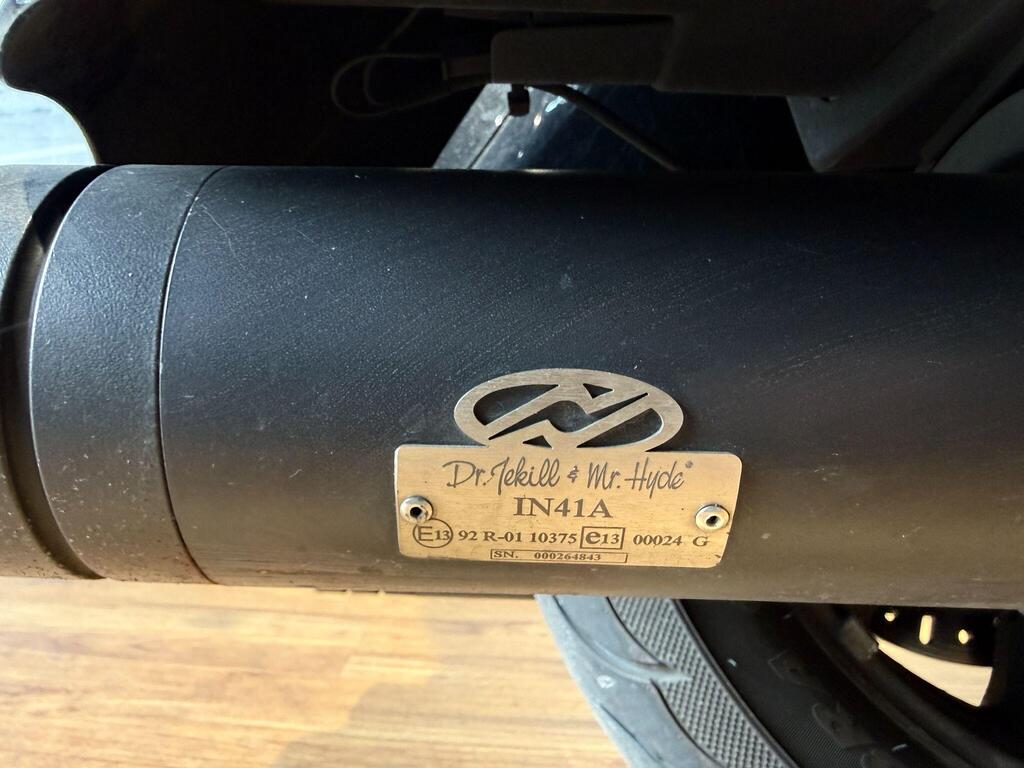 Dr. Jekill & Mr. Hyde®
IN41A
E13 92 R-01 10375 e13 00024 G
SN. 000264843